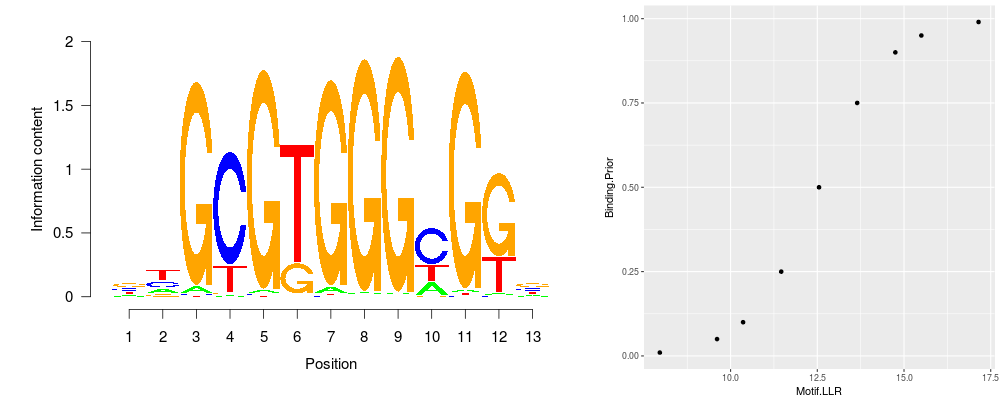 Information content
2
1.5
1
0.5
0
G C G T G G G C G G
T G T A T
1 2 3 4 5 6 7 8 9 10 11 12 13
Position
Binding.Prior
1.00
0.75
0.50
0.25
0.00
10.0 12.5 15.0 17.5
Motif.LLR